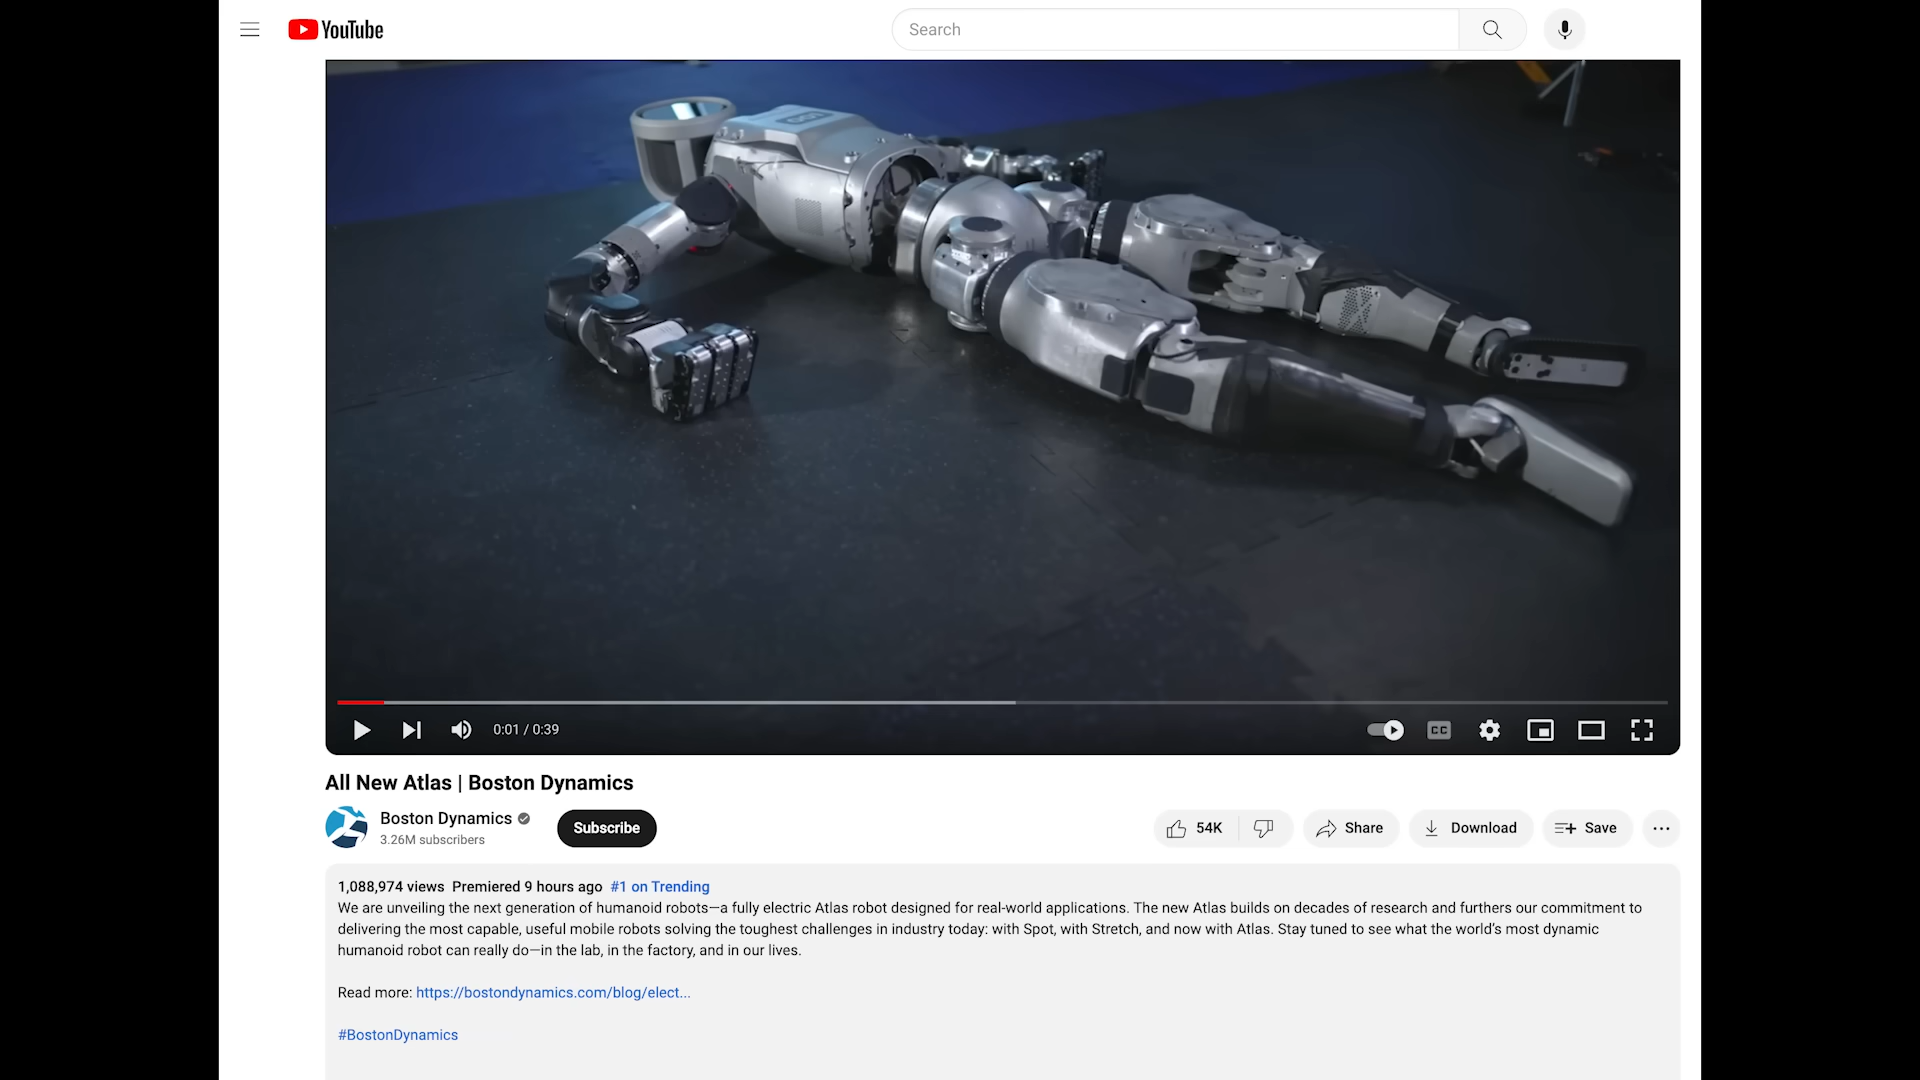 YouTube
Search
0:01 / 0:39
CC
All New Atlas | Boston Dynamics
Boston Dynamics
3.26M subscribers
Subscribe
54K
Share
Download
Save
1,088,974 views Premiered 9 hours ago #1 on Trending
We are unveiling the next generation of humanoid robots—a fully electric Atlas robot designed for real-world applications. The new Atlas builds on decades of research and furthers our commitment to
delivering the most capable, useful mobile robots solving the toughest challenges in industry today: with Spot, with Stretch, and now with Atlas. Stay tuned to see what the world’s most dynamic
humanoid robot can really do—in the lab, in the factory, and in our lives.
Read more: https://bostondynamics.com/blog/elect...
#BostonDynamics